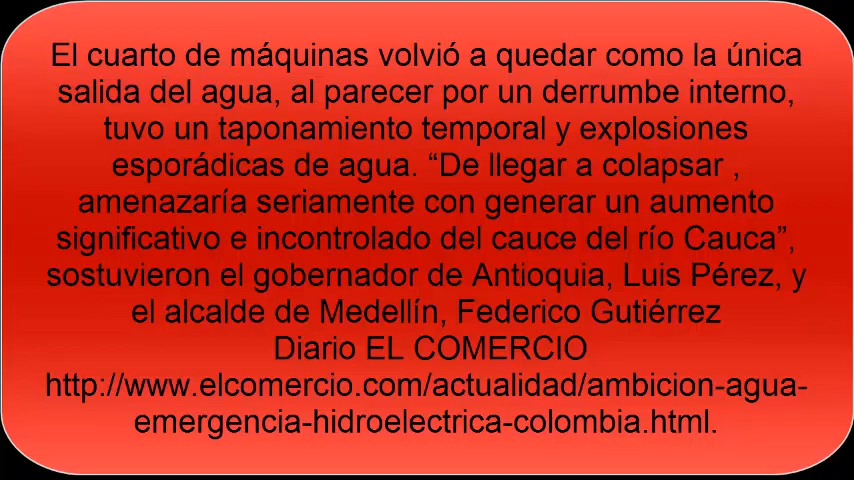 El cuarto de máquinas volvió a quedar como la única
salida del agua, al parecer por un derrumbe interno,
tuvo un taponamiento temporal y explosiones
esporádicas de agua. “De llegar a colapsar ,
amenazaría seriamente con generar un aumento
significativo e incontrolado del cauce del río Cauca”,
sostuvieron el gobernador de Antioquia, Luis Pérez, y
el alcalde de Medellín, Federico Gutiérrez
Diario EL COMERCIO
http://www.elcomercio.com/actualidad/ambicion-agua-
emergencia-hidroelectrica-colombia.html.